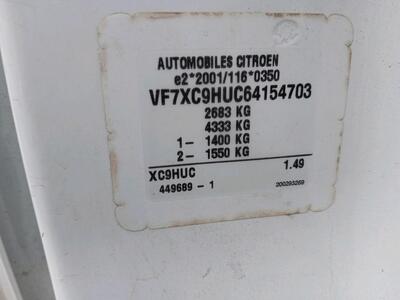 AUTOMOBILES CITROEN
e2*2001/116*0350
VF7XC9HUC64154703
2683 KG
4333 KG
1- 1400 KG
2- 1550 KG
XC9HUC 1.49
449689 - 1 200293269